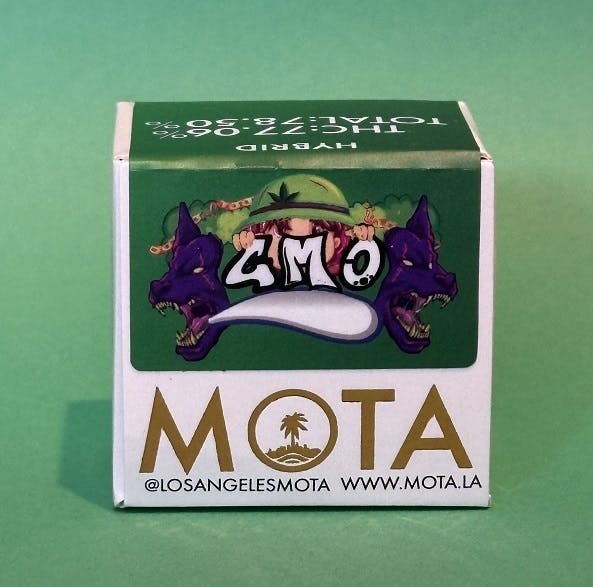 HYBRID
THC:77.06%
TOTAL:78.50%
GMO
MOTA
@LOSANGELESMOTA WWW.MOTA.LA